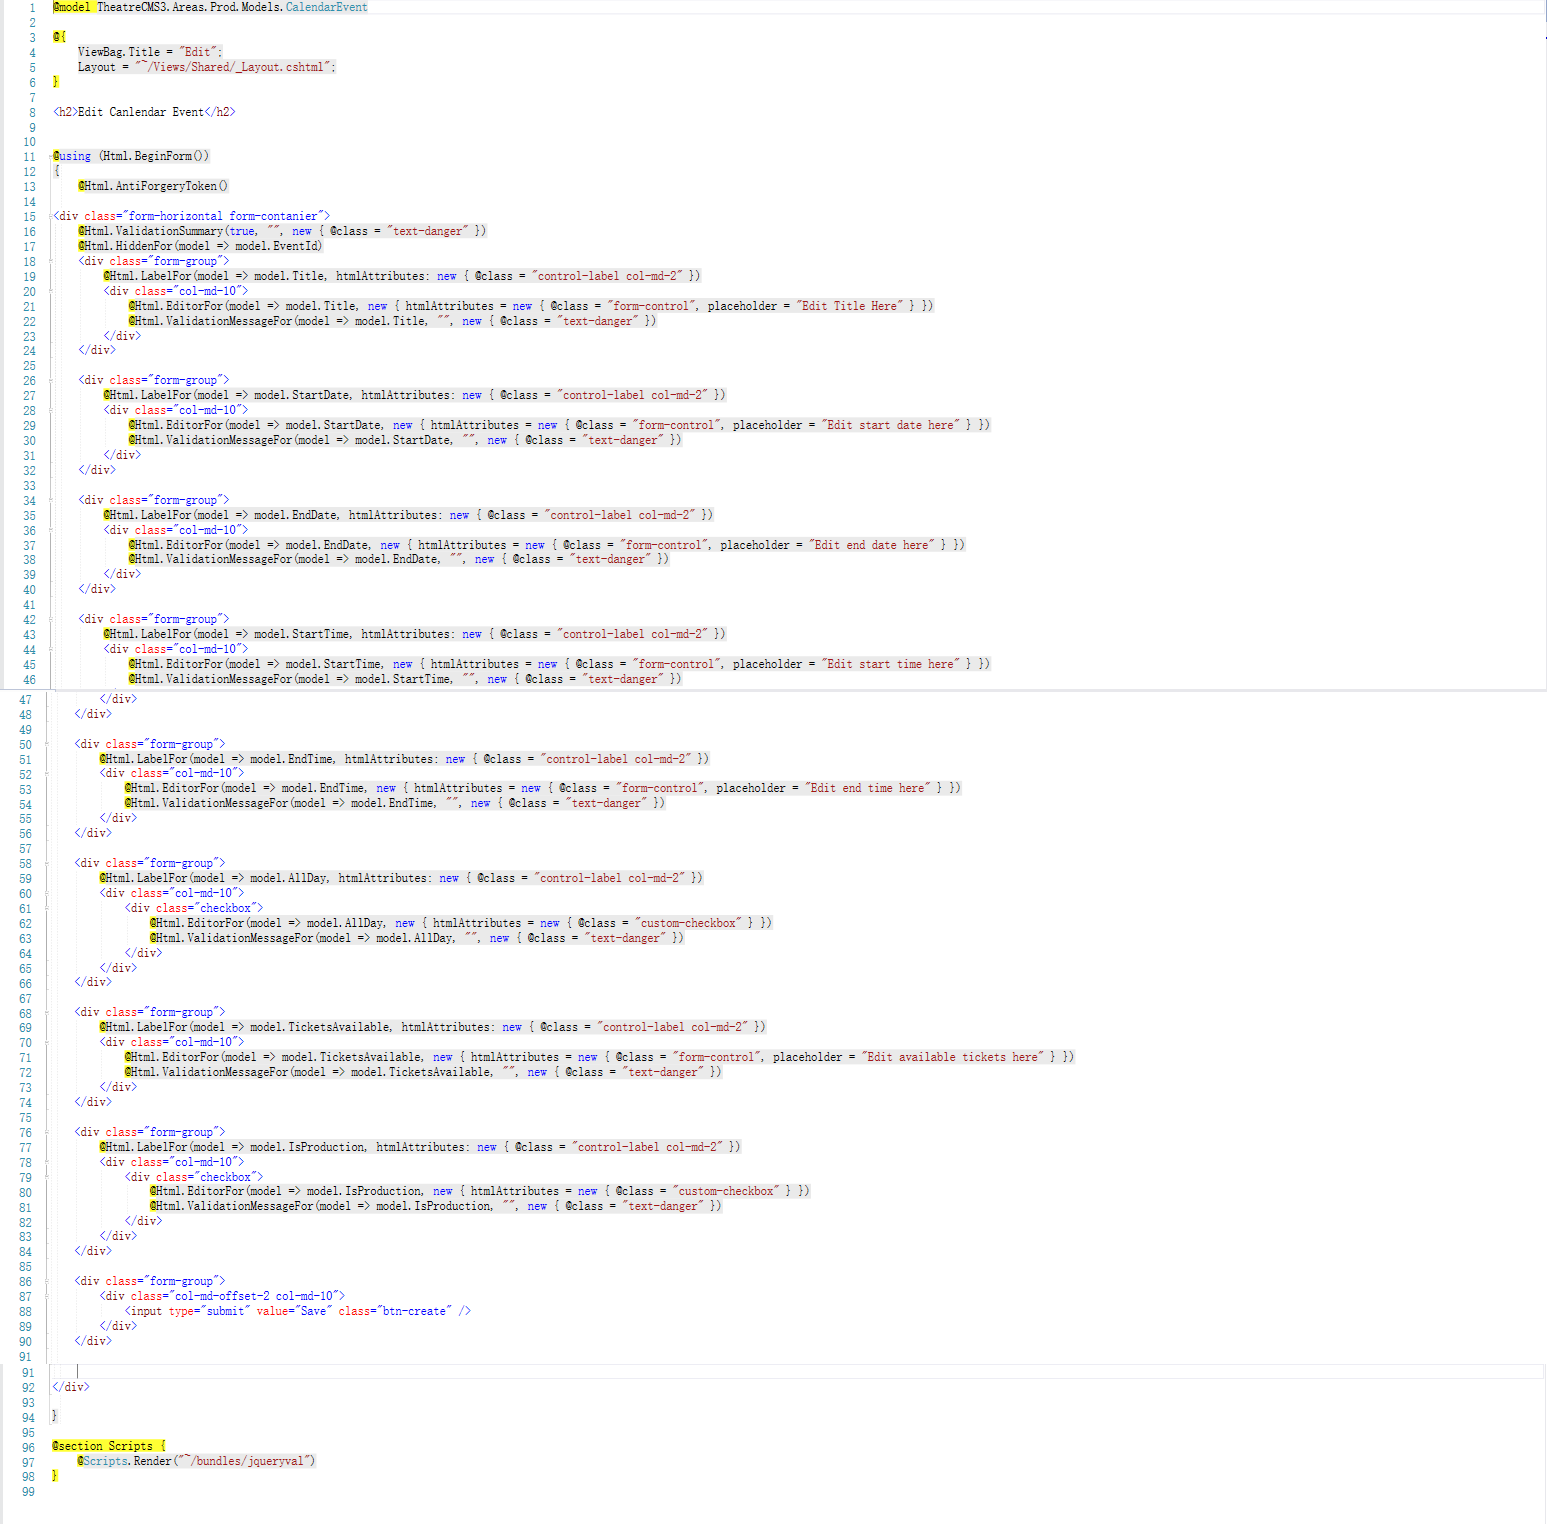 1 @model TheatreCMS3.Areas.Prod.Models.CalendarEvent
2
3 @{
4     ViewBag.Title = "Edit";
5     Layout = "~/Views/Shared/_Layout.cshtml";
6 }
7
8 <h2>Edit Canlendar Event</h2>
9
10
11 @using (Html.BeginForm())
12 {
13     @Html.AntiForgeryToken()
14
15 <div class="form-horizontal form-contanier">
16     @Html.ValidationSummary(true, "", new { @class = "text-danger" })
17     @Html.HiddenFor(model => model.EventId)
18     <div class="form-group">
19         @Html.LabelFor(model => model.Title, htmlAttributes: new { @class = "control-label col-md-2" })
20         <div class="col-md-10">
21             @Html.EditorFor(model => model.Title, new { htmlAttributes = new { @class = "form-control", placeholder = "Edit Title Here" } })
22             @Html.ValidationMessageFor(model => model.Title, "", new { @class = "text-danger" })
23         </div>
24     </div>
25
26     <div class="form-group">
27         @Html.LabelFor(model => model.StartDate, htmlAttributes: new { @class = "control-label col-md-2" })
28         <div class="col-md-10">
29             @Html.EditorFor(model => model.StartDate, new { htmlAttributes = new { @class = "form-control", placeholder = "Edit start date here" } })
30             @Html.ValidationMessageFor(model => model.StartDate, "", new { @class = "text-danger" })
31         </div>
32     </div>
33
34     <div class="form-group">
35         @Html.LabelFor(model => model.EndDate, htmlAttributes: new { @class = "control-label col-md-2" })
36         <div class="col-md-10">
37             @Html.EditorFor(model => model.EndDate, new { htmlAttributes = new { @class = "form-control", placeholder = "Edit end date here" } })
38             @Html.ValidationMessageFor(model => model.EndDate, "", new { @class = "text-danger" })
39         </div>
40     </div>
41
42     <div class="form-group">
43         @Html.LabelFor(model => model.StartTime, htmlAttributes: new { @class = "control-label col-md-2" })
44         <div class="col-md-10">
45             @Html.EditorFor(model => model.StartTime, new { htmlAttributes = new { @class = "form-control", placeholder = "Edit start time here" } })
46             @Html.ValidationMessageFor(model => model.StartTime, "", new { @class = "text-danger" })
47         </div>
48     </div>
49
50     <div class="form-group">
51         @Html.LabelFor(model => model.EndTime, htmlAttributes: new { @class = "control-label col-md-2" })
52         <div class="col-md-10">
53             @Html.EditorFor(model => model.EndTime, new { htmlAttributes = new { @class = "form-control", placeholder = "Edit end time here" } })
54             @Html.ValidationMessageFor(model => model.EndTime, "", new { @class = "text-danger" })
55         </div>
56     </div>
57
58     <div class="form-group">
59         @Html.LabelFor(model => model.AllDay, htmlAttributes: new { @class = "control-label col-md-2" })
60         <div class="col-md-10">
61             <div class="checkbox">
62                 @Html.EditorFor(model => model.AllDay, new { htmlAttributes = new { @class = "custom-checkbox" } })
63                 @Html.ValidationMessageFor(model => model.AllDay, "", new { @class = "text-danger" })
64             </div>
65         </div>
66     </div>
67
68     <div class="form-group">
69         @Html.LabelFor(model => model.TicketsAvailable, htmlAttributes: new { @class = "control-label col-md-2" })
70         <div class="col-md-10">
71             @Html.EditorFor(model => model.TicketsAvailable, new { htmlAttributes = new { @class = "form-control", placeholder = "Edit available tickets here" } })
72             @Html.ValidationMessageFor(model => model.TicketsAvailable, "", new { @class = "text-danger" })
73         </div>
74     </div>
75
76     <div class="form-group">
77         @Html.LabelFor(model => model.IsProduction, htmlAttributes: new { @class = "control-label col-md-2" })
78         <div class="col-md-10">
79             <div class="checkbox">
80                 @Html.EditorFor(model => model.IsProduction, new { htmlAttributes = new { @class = "custom-checkbox" } })
81                 @Html.ValidationMessageFor(model => model.IsProduction, "", new { @class = "text-danger" })
82             </div>
83         </div>
84     </div>
85
86     <div class="form-group">
87         <div class="col-md-offset-2 col-md-10">
88             <input type="submit" value="Save" class="btn-create" />
89         </div>
90     </div>
91
91
92 </div>
93
94 }
95
96 @section Scripts {
97     @Scripts.Render("~/bundles/jqueryval")
98 }
99